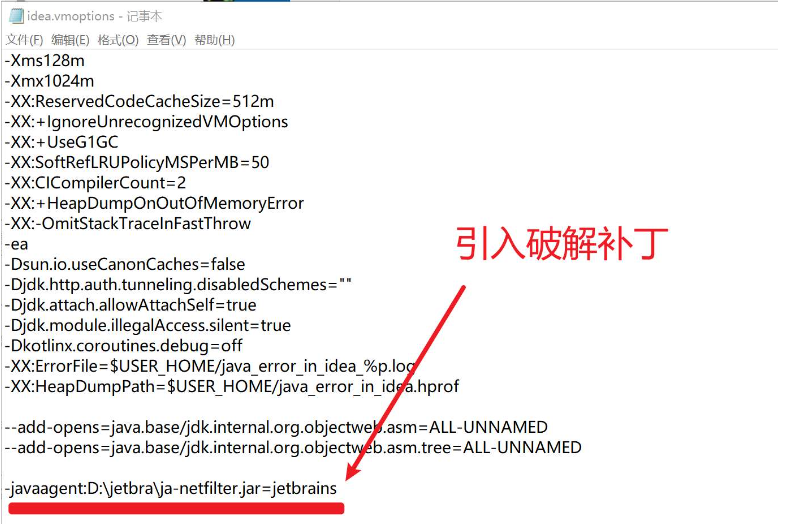 idea.vmoptions - 记事本
文件(F) 编辑(E) 格式(O) 查看(V) 帮助(H)
-Xms128m
-Xmx1024m
-XX:ReservedCodeCacheSize=512m
-XX:+IgnoreUnrecognizedVMOptions
-XX:+UseG1GC
-XX:SoftRefLRUPolicyMSPerMB=50
-XX:CICompilerCount=2
-XX:+HeapDumpOnOutOfMemoryError
-XX:-OmitStackTraceInFastThrow
-ea
-Dsun.io.useCanonCaches=false
引入破解补丁
-Djdk.http.auth.tunneling.disabledSchemes=""
-Djdk.attach.allowAttachSelf=true
-Djdk.module.illegalAccess.silent=true
-Dkotlinx.coroutines.debug=off
-XX:ErrorFile=$USER_HOME/java_error_in_idea_%p.log
-XX:HeapDumpPath=$USER_HOME/java_error_in_idea.hprof
--add-opens=java.base/jdk.internal.org.objectweb.asm=ALL-UNNAMED
--add-opens=java.base/jdk.internal.org.objectweb.asm.tree=ALL-UNNAMED
-javaagent:D:\jetbra\ja-netfilter.jar=jetbrains